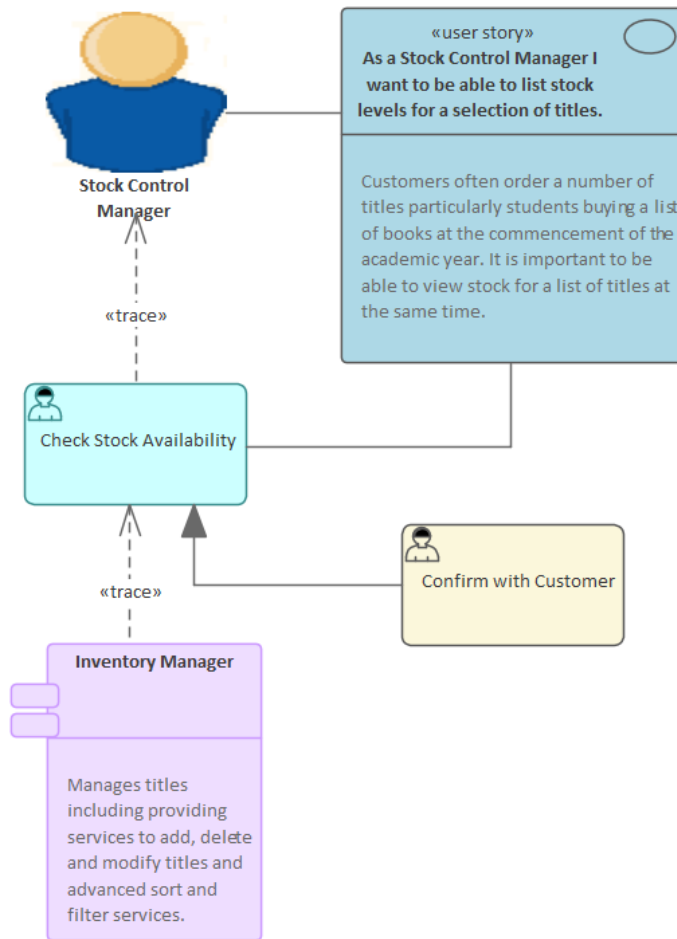 «user story»
As a Stock Control Manager I
want to be able to list stock
levels for a selection of titles.
Customers often order a number of
titles particularly students buying a list
of books at the commencement of the
academic year. It is important to be
able to view stock for a list of titles at
the same time.
Stock Control
Manager
«trace»
Check Stock Availability
Confirm with Customer
«trace»
Inventory Manager
Manages titles
including providing
services to add, delete
and modify titles and
advanced sort and
filter services.